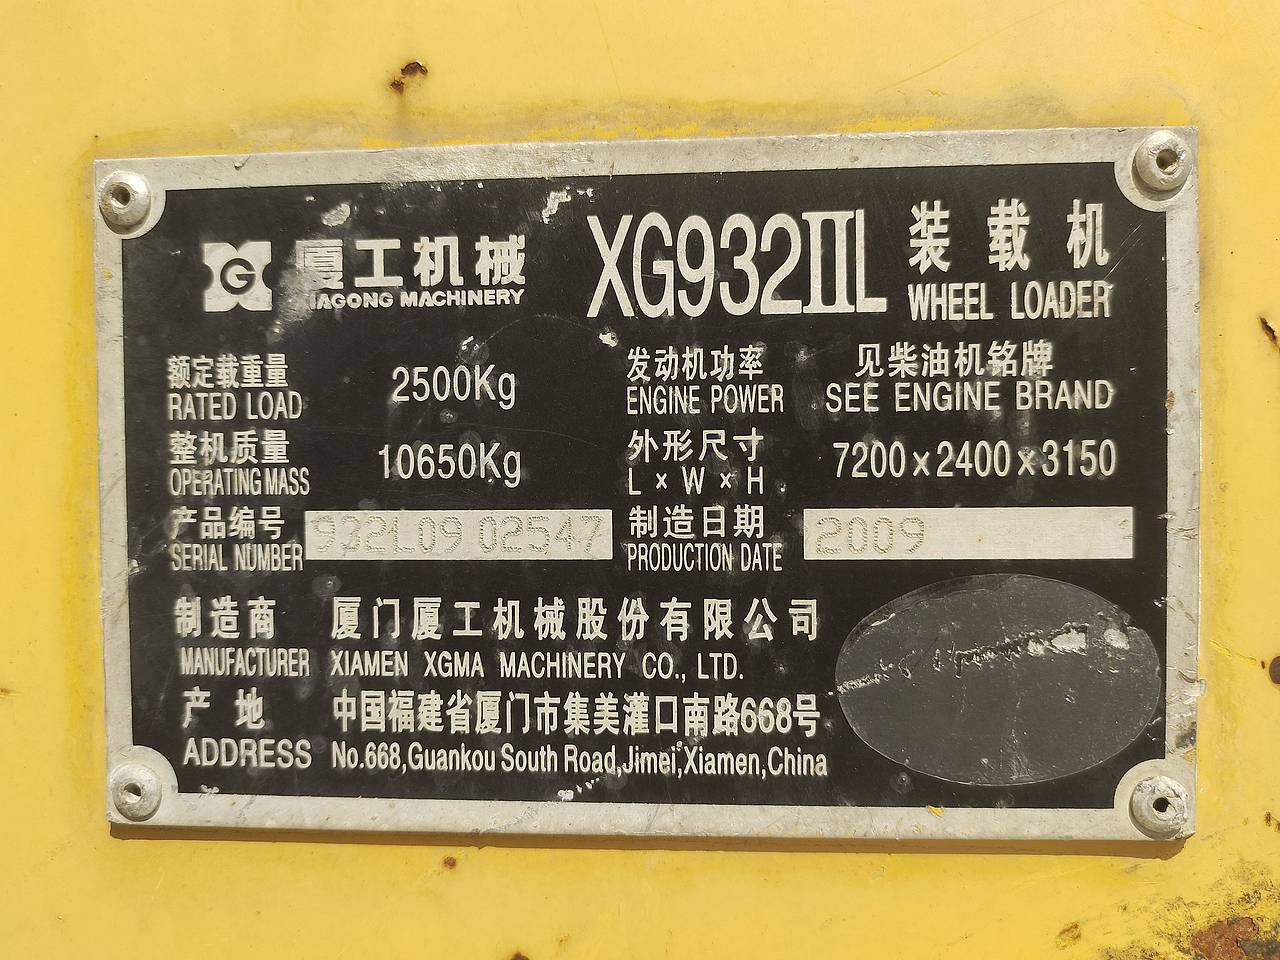 G 厦工机械 XG932ⅢL 装载机
XIAGONG MACHINERY WHEEL LOADER
额定载重量 2500Kg 发动机功率 见柴油机铭牌
RATED LOAD ENGINE POWER SEE ENGINE BRAND
整机质量 10650Kg 外形尺寸 7200×2400×3150
OPERATING MASS L×W×H
产品编号 932L09 02547 制造日期 2009
SERIAL NUMBER PRODUCTION DATE
制造商 厦门厦工机械股份有限公司
MANUFACTURER XIAMEN XGMA MACHINERY CO., LTD.
产地 中国福建省厦门市集美灌口南路668号
ADDRESS No.668,Guankou South Road,Jimei,Xiamen,China